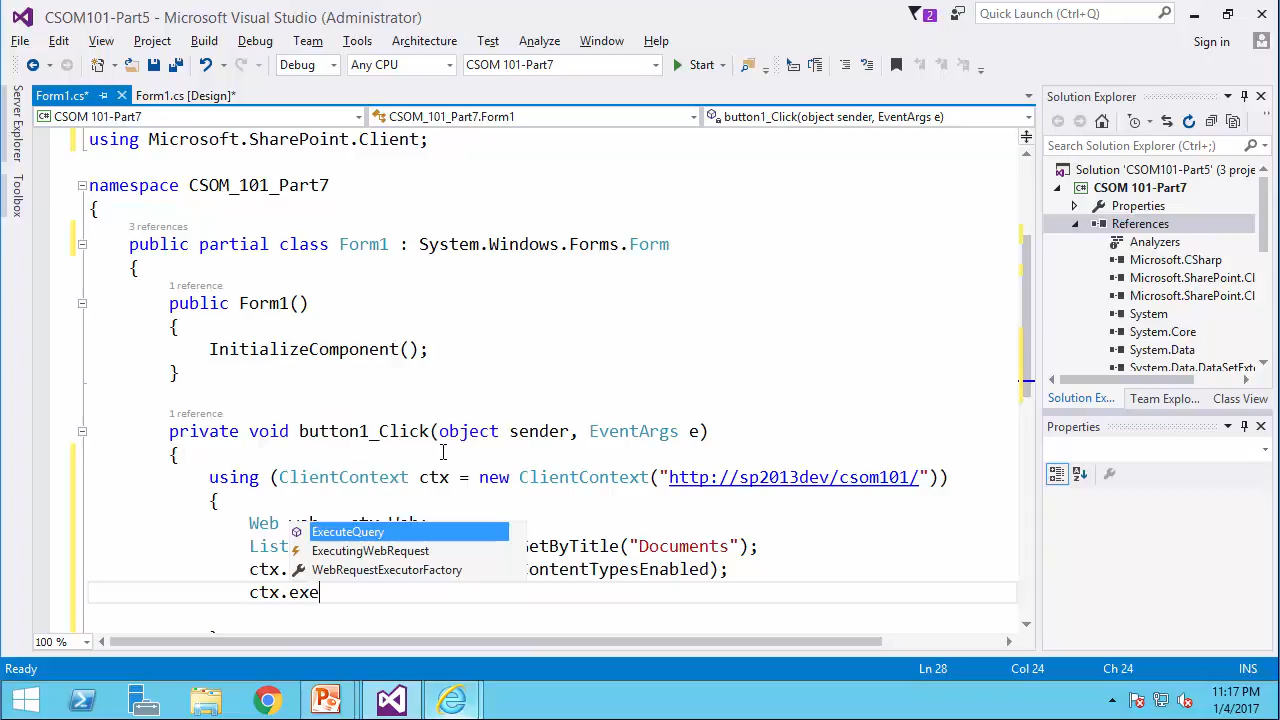 CSOM101-Part5 - Microsoft Visual Studio (Administrator)
2
Quick Launch (Ctrl+Q)
File Edit View Project Build Debug Team Tools Architecture Test Analyze Window Help
Sign in
Debug Any CPU CSOM 101-Part7 Start
Server Explorer
Toolbox
Form1.cs* Form1.cs [Design]*
CSOM 101-Part7 CSOM_101_Part7.Form1 button1_Click(object sender, EventArgs e)
using Microsoft.SharePoint.Client;
namespace CSOM_101_Part7
{
3 references
public partial class Form1 : System.Windows.Forms.Form
{
1 reference
public Form1()
{
InitializeComponent();
}
1 reference
private void button1_Click(object sender, EventArgs e)
{
using (ClientContext ctx = new ClientContext("http://sp2013dev/csom101/"))
{
Web
List etByTitle("Documents");
ctx. ontentTypesEnabled);
ctx.exe
ExecuteQuery
ExecutingWebRequest
WebRequestExecutorFactory
100 %
Solution Explorer
Search Solution Explorer (Ctrl+;)
Solution 'CSOM101-Part5' (3 proje
CSOM 101-Part7
Properties
References
Analyzers
Microsoft.CSharp
Microsoft.SharePoint.Cl
Microsoft.SharePoint.Cl
System
System.Core
System.Data
System.Data.DataSetExt
Solution Ex... Team Explo... Class View
Properties
Ready Ln 28 Col 24 Ch 24 INS
11:17 PM
1/4/2017